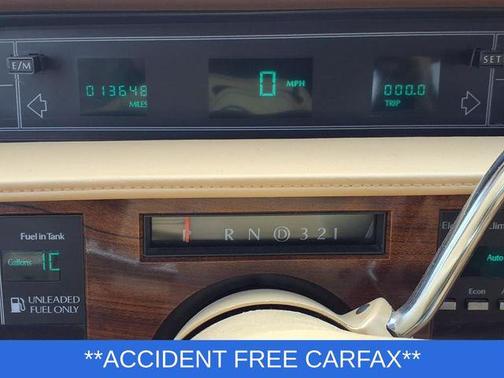 E/M
SET
013648
MILES
0
MPH
000.0
TRIP
Fuel in Tank
R N D 3 2 1
Gallons
UNLEADED
FUEL ONLY
Auto
Econ
**ACCIDENT FREE CARFAX**